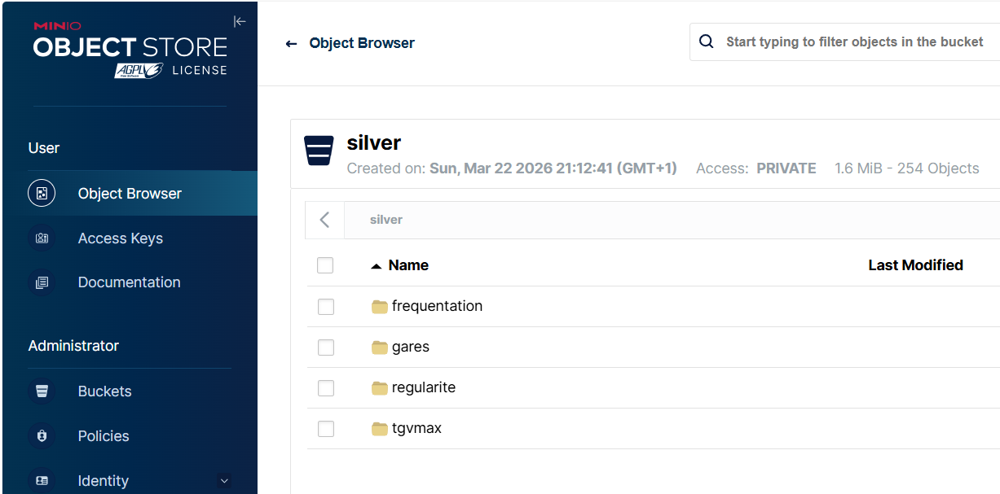 MINIO
OBJECT STORE
AGPL v3 LICENSE
User
Object Browser
Access Keys
Documentation
Administrator
Buckets
Policies
Identity
← Object Browser
Start typing to filter objects in the bucket
silver
Created on: Sun, Mar 22 2026 21:12:41 (GMT+1) Access: PRIVATE 1.6 MiB - 254 Objects
silver
Name Last Modified
frequentation
gares
regularite
tgvmax